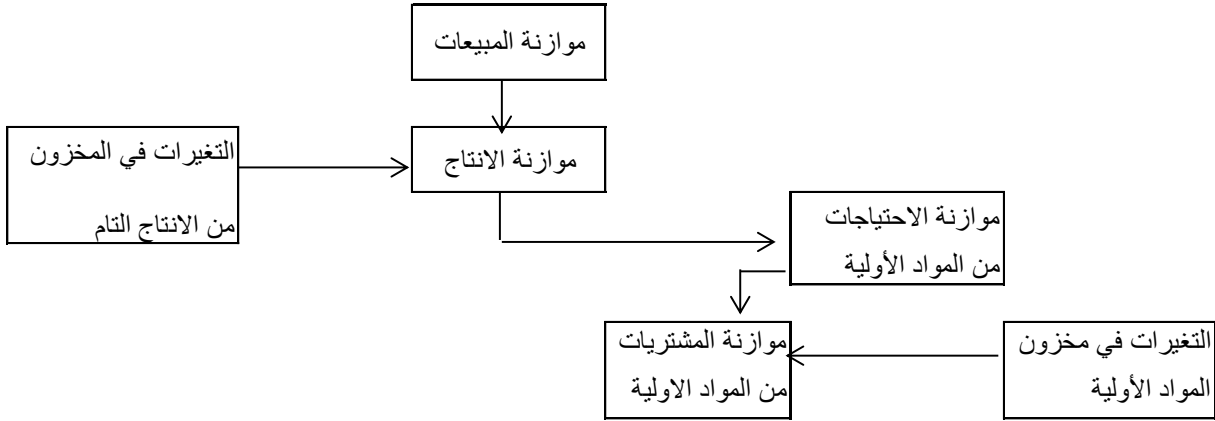 موازنة المبيعات
موازنة الانتاج
التغيرات في المخزون
من الانتاج التام
موازنة الاحتياجات
من المواد الأولية
موازنة المشتريات
من المواد الاولية
التغيرات في مخزون
المواد الأولية